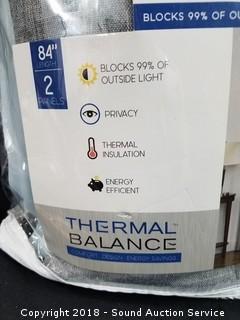 BLOCKS 99% OF
84"
LENGTH
2
PANELS
BLOCKS 99% OF
OUTSIDE LIGHT
PRIVACY
THERMAL
INSULATION
ENERGY
EFFICIENT
THERMAL
BALANCE
COMFORT. DESIGN. ENERGY SAVINGS
Copyright 2018 - Sound Auction Service